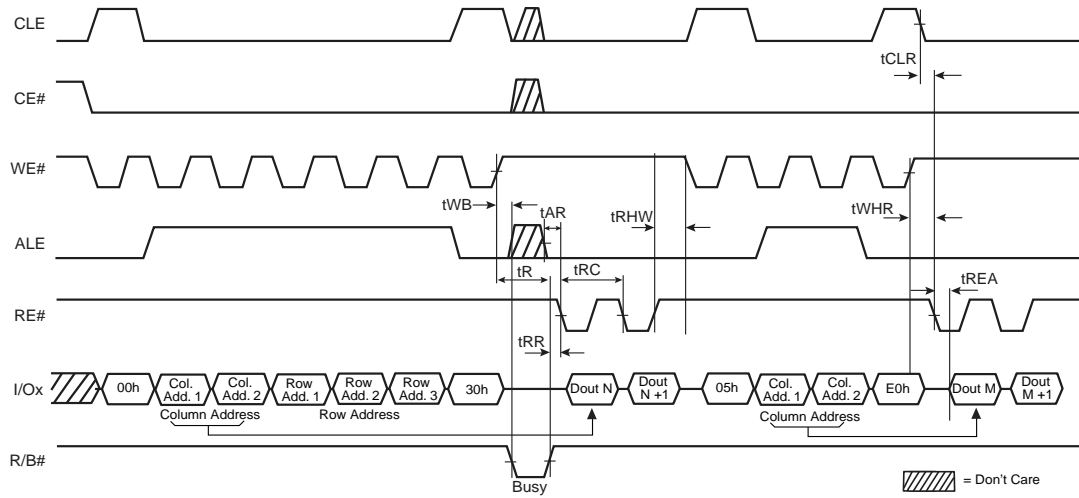 CLE
tCLR
CE#
WE#
tWB
tAR
tRHW
tWHR
ALE
tR
tRC
tREA
RE#
tRR
I/Ox
00h
Col. Add. 1
Col. Add. 2
Row Add. 1
Row Add. 2
Row Add. 3
30h
Dout N
Dout N +1
05h
Col. Add. 1
Col. Add. 2
E0h
Dout M
Dout M +1
Column Address
Row Address
Column Address
R/B#
Busy
= Don't Care